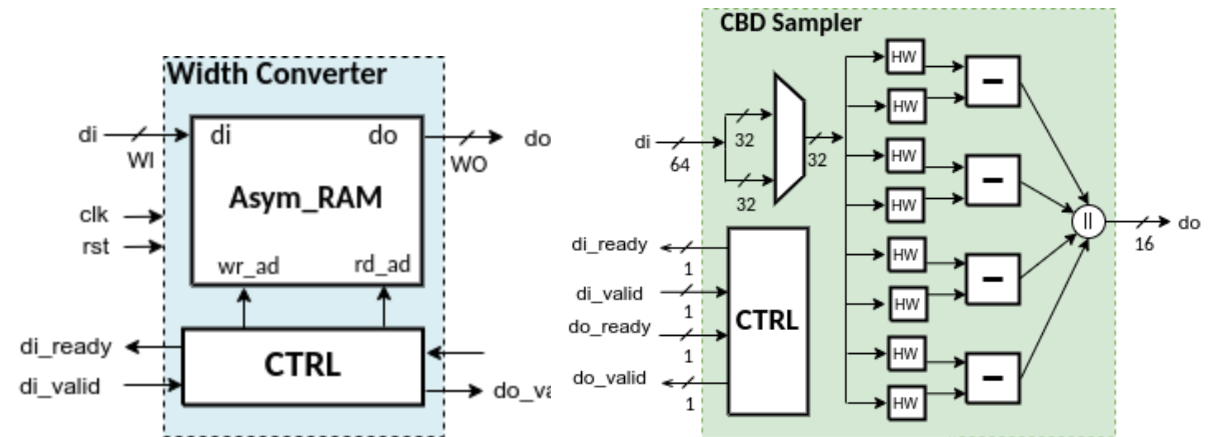 Width Converter
di
WI
di
do
Asym_RAM
wr_ad
rd_ad
WO
do
clk
rst
di_ready
di_valid
CTRL
do_va
CBD Sampler
di
64
32
32
32
HW
HW
HW
HW
HW
HW
HW
HW
−
−
−
−
||
16
do
di_ready
1
di_valid
1
do_ready
1
do_valid
1
CTRL